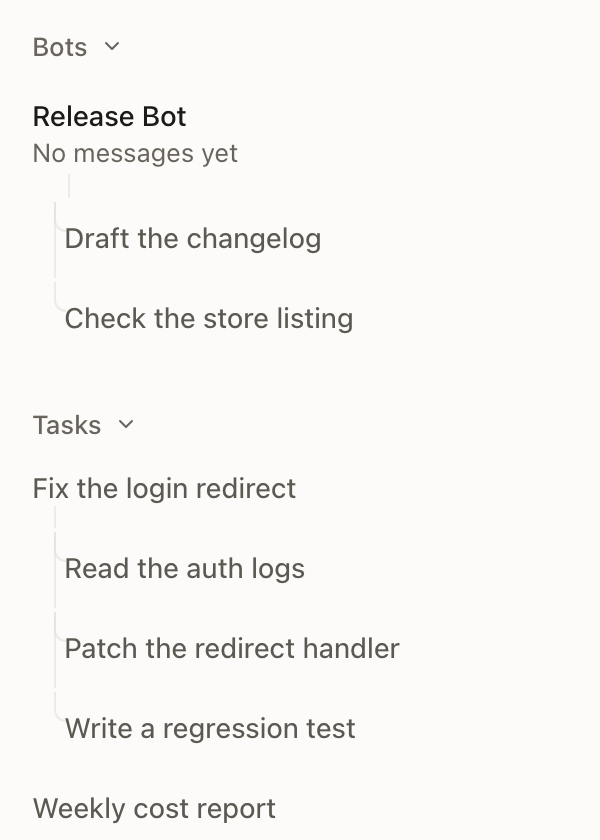 Bots
Release Bot
No messages yet
Draft the changelog
Check the store listing
Tasks
Fix the login redirect
Read the auth logs
Patch the redirect handler
Write a regression test
Weekly cost report